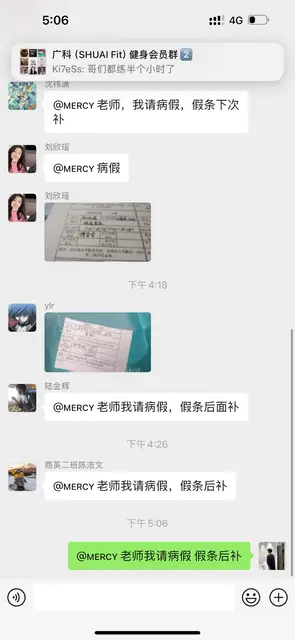 5:06
4G
广科 (SHUAI Fit) 健身会员群2️⃣
Ki7eSs: 哥们都练半个小时了
沈伟潇
@MERCY 老师，我请病假，假条下次
补
刘欣瑶
@MERCY 病假
刘欣瑶
下午4:18
ylr
陆金辉
@MERCY 老师我请病假，假条后面补
下午4:26
商英二班陈浩文
@MERCY 老师我请病假，假条后补
下午5:06
@MERCY 老师我请病假 假条后补